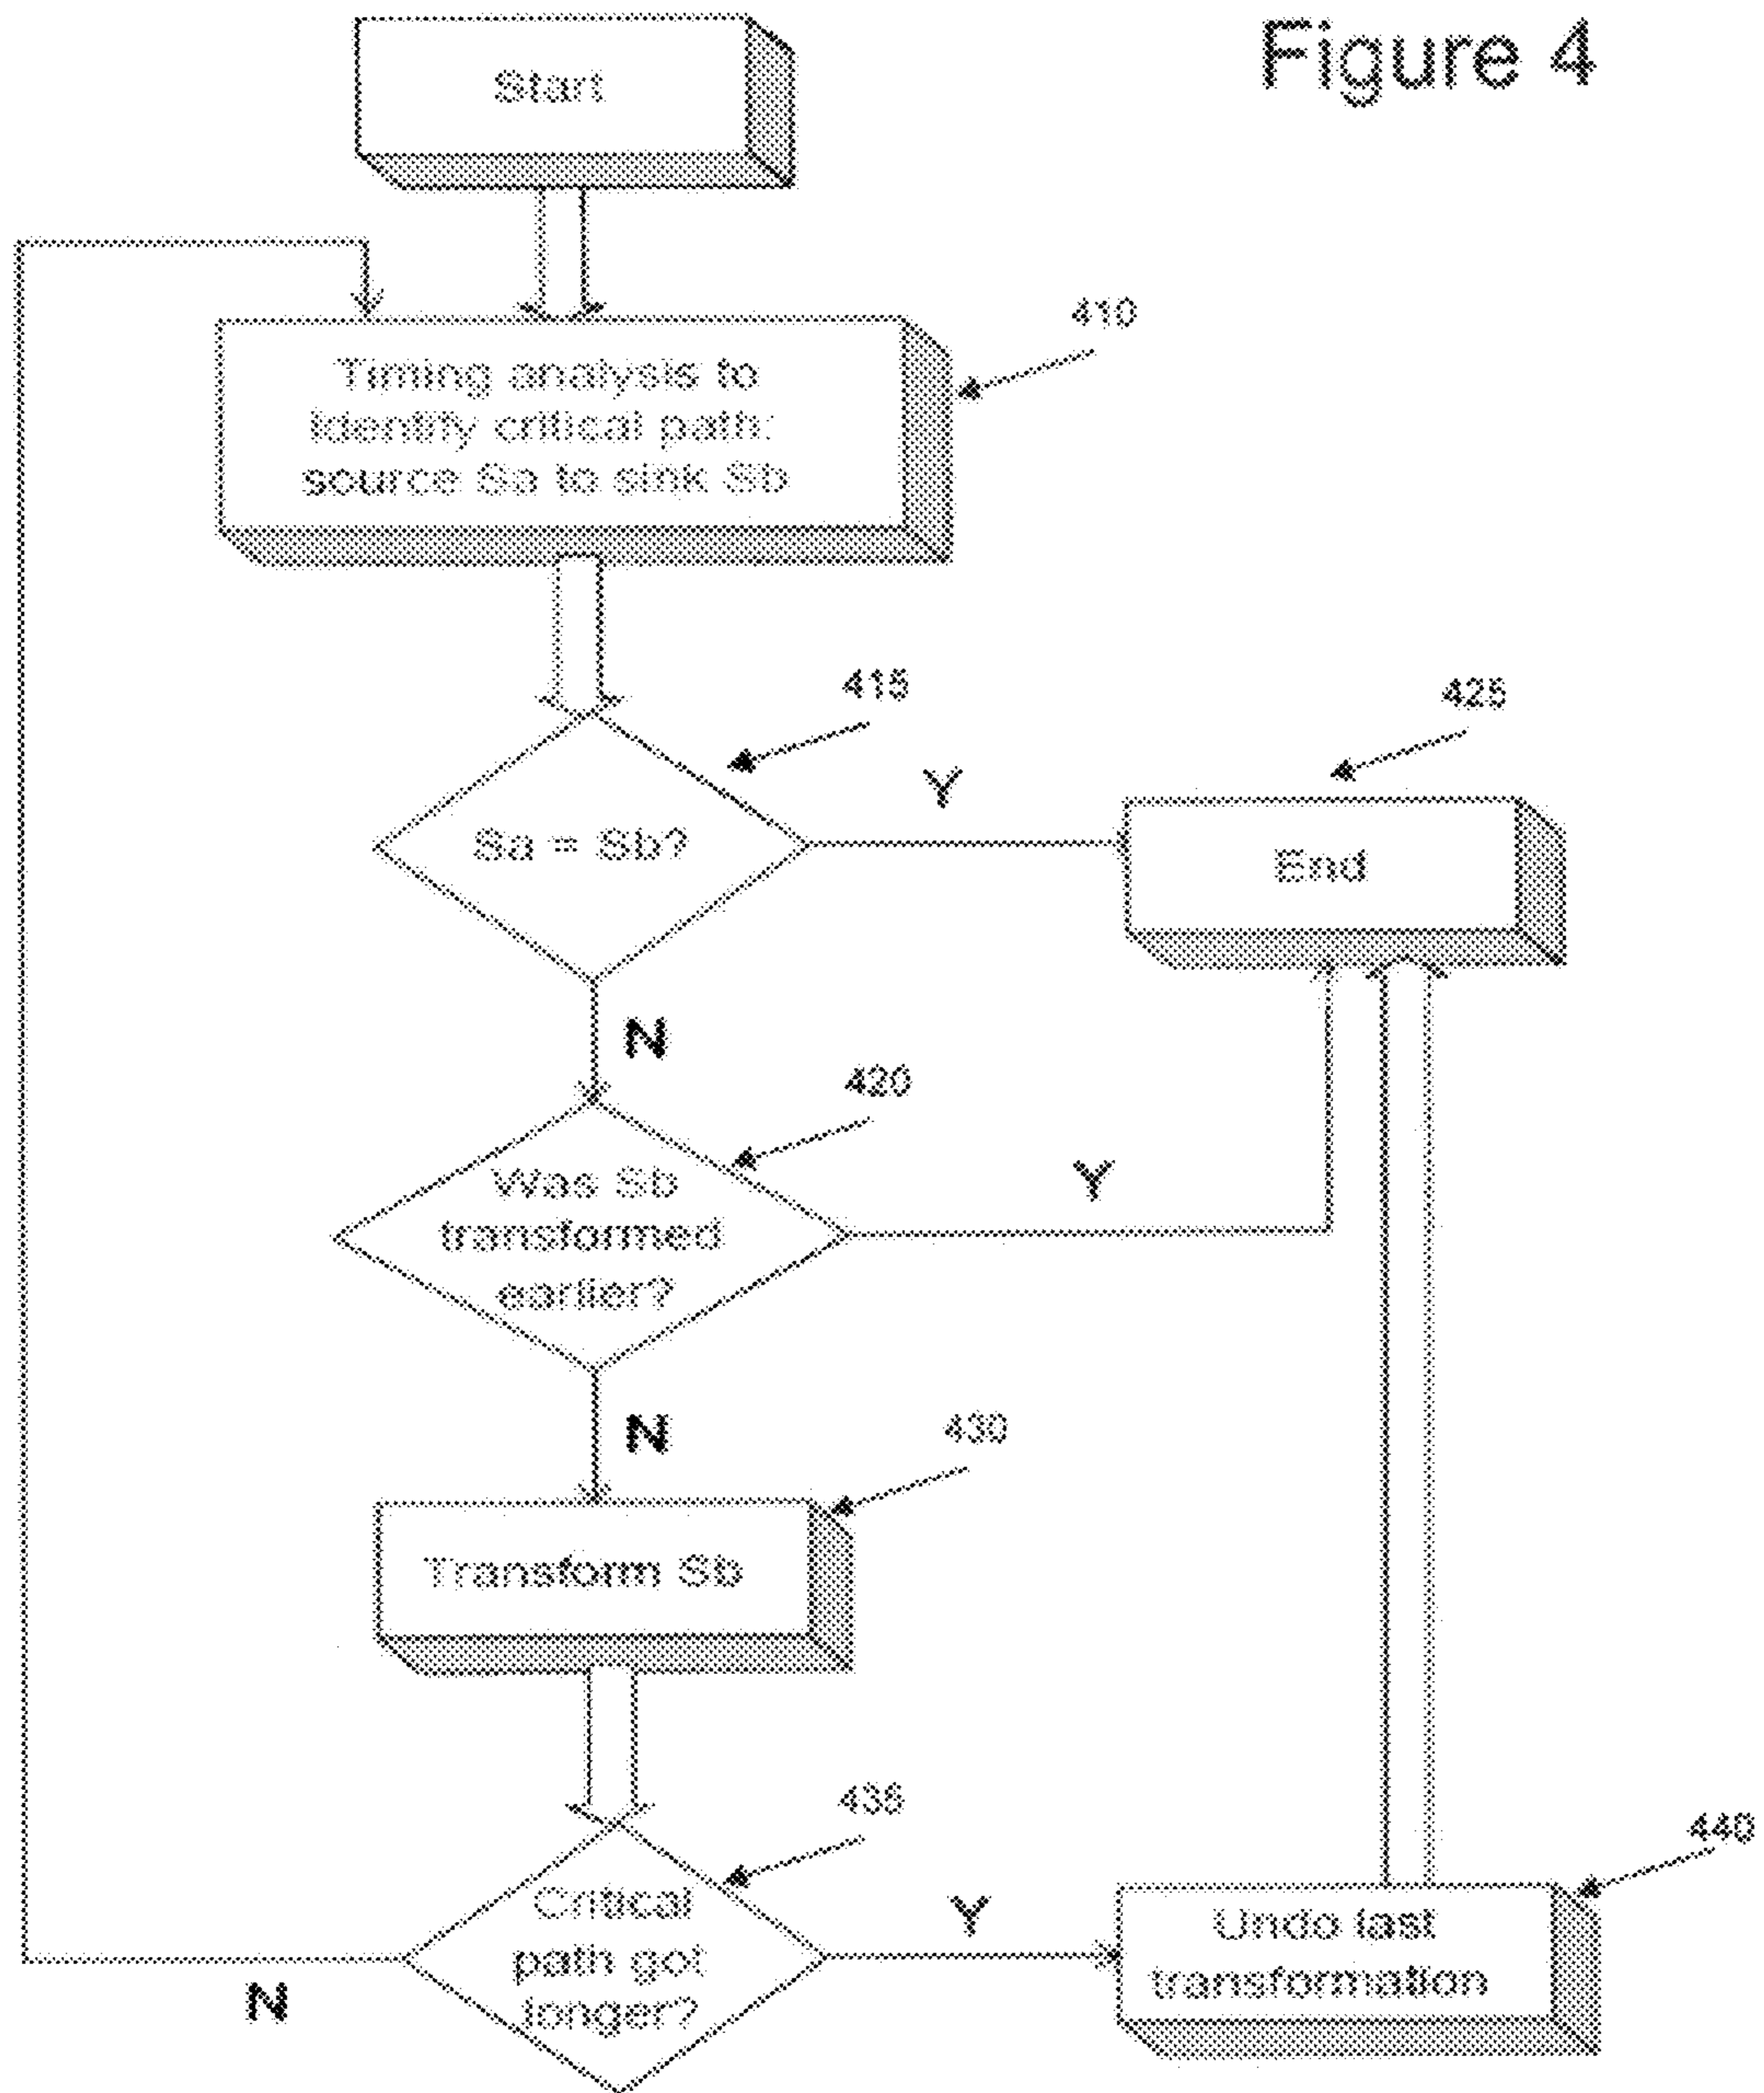 Figure 4
Start
410
Timing analysis to
identify critical path:
source Sa to sink Sb
415
425
Sa = Sb?
Y
End
N
420
Was Sb
transformed
earlier?
Y
N
430
Transform Sb
435
440
Critical
path got
longer?
Y
Undo last
transformation
N